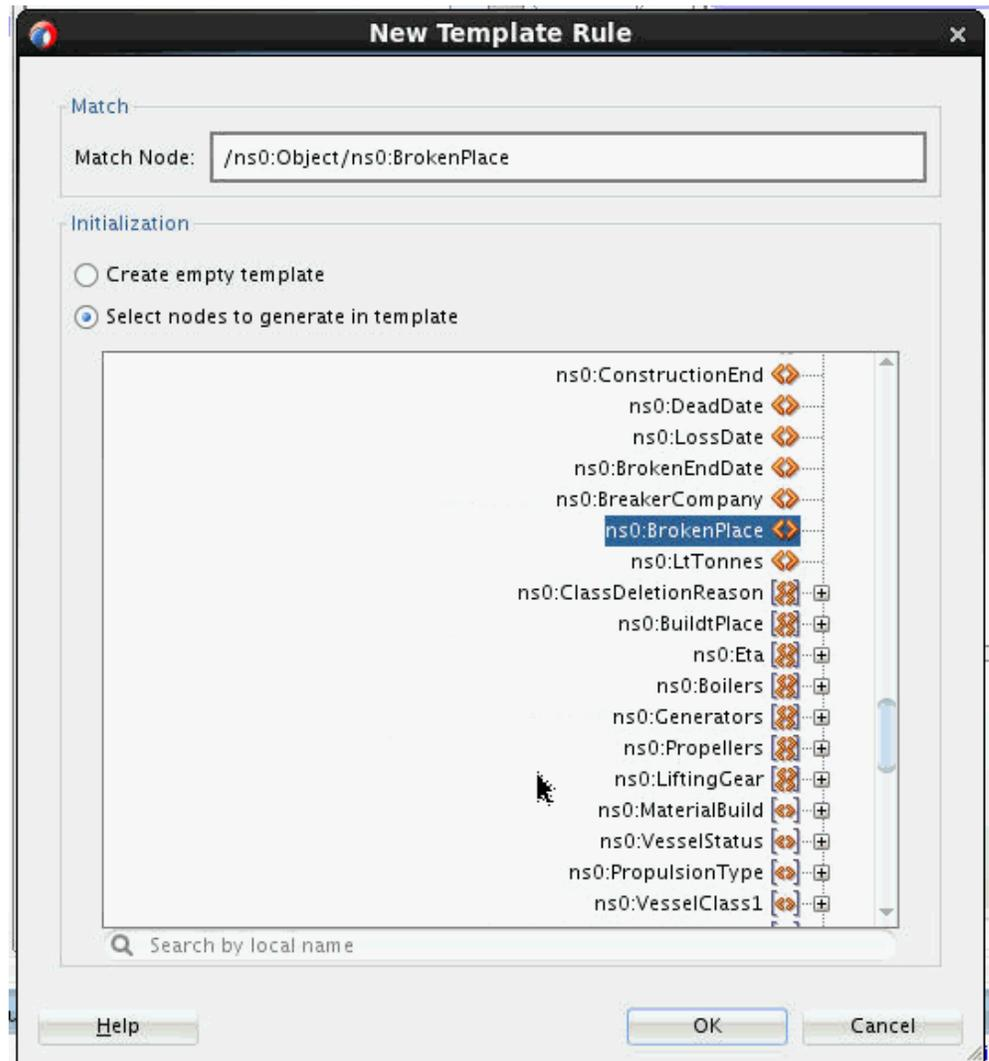 New Template Rule
Match
Match Node: /ns0:Object/ns0:BrokenPlace
Initialization
Create empty template
Select nodes to generate in template
ns0:ConstructionEnd
ns0:DeadDate
ns0:LossDate
ns0:BrokenEndDate
ns0:BreakerCompany
ns0:BrokenPlace
ns0:LtTonnes
ns0:ClassDeletionReason
ns0:BuildtPlace
ns0:Eta
ns0:Boilers
ns0:Generators
ns0:Propellers
ns0:LiftingGear
ns0:MaterialBuild
ns0:VesselStatus
ns0:PropulsionType
ns0:VesselClass1
Search by local name
Help OK Cancel